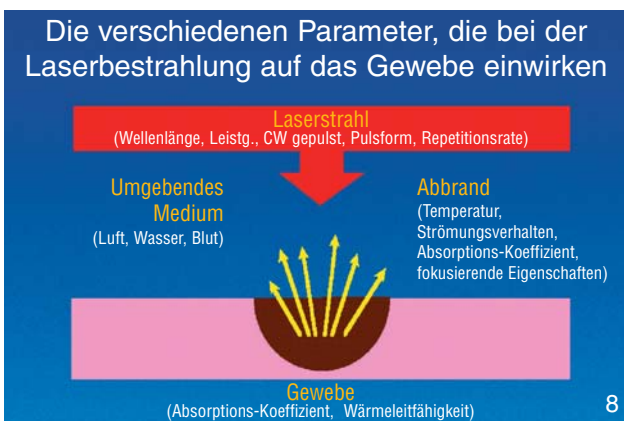 Die verschiedenen Parameter, die bei der
Laserbestrahlung auf das Gewebe einwirken
Laserstrahl
(Wellenlänge, Leistg., CW gepulst, Pulsform, Repetitionsrate)
Umgebendes
Medium
(Luft, Wasser, Blut)
Abbrand
(Temperatur,
Strömungsverhalten,
Absorptions-Koeffizient,
fokusierende Eigenschaften)
Gewebe
(Absorptions-Koeffizient, Wärmeleitfähigkeit)
8